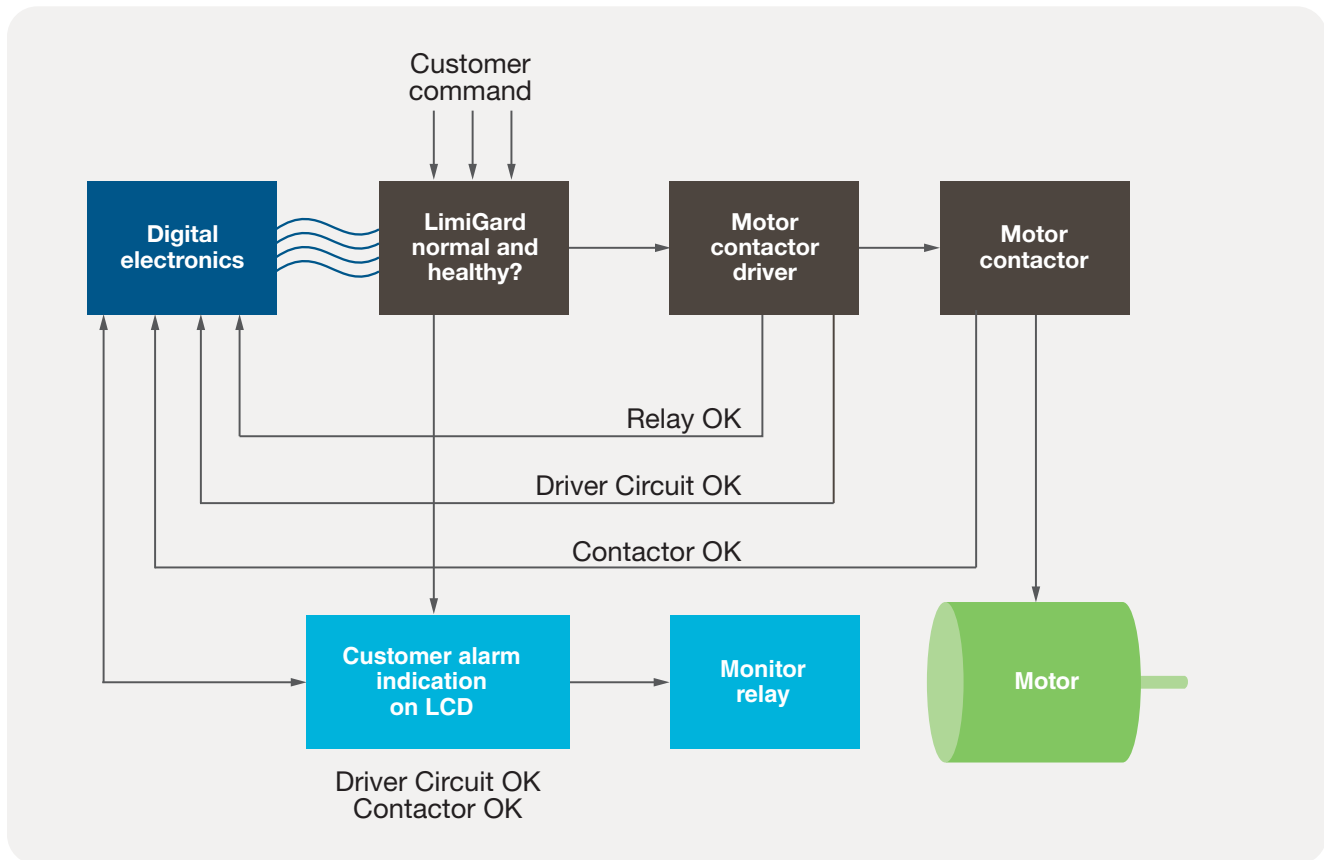 Customer
command
Digital
electronics
LimiGard
normal and
healthy?
Motor
contactor
driver
Motor
contactor
Relay OK
Driver Circuit OK
Contactor OK
Customer alarm
indication
on LCD
Monitor
relay
Motor
Driver Circuit OK
Contactor OK